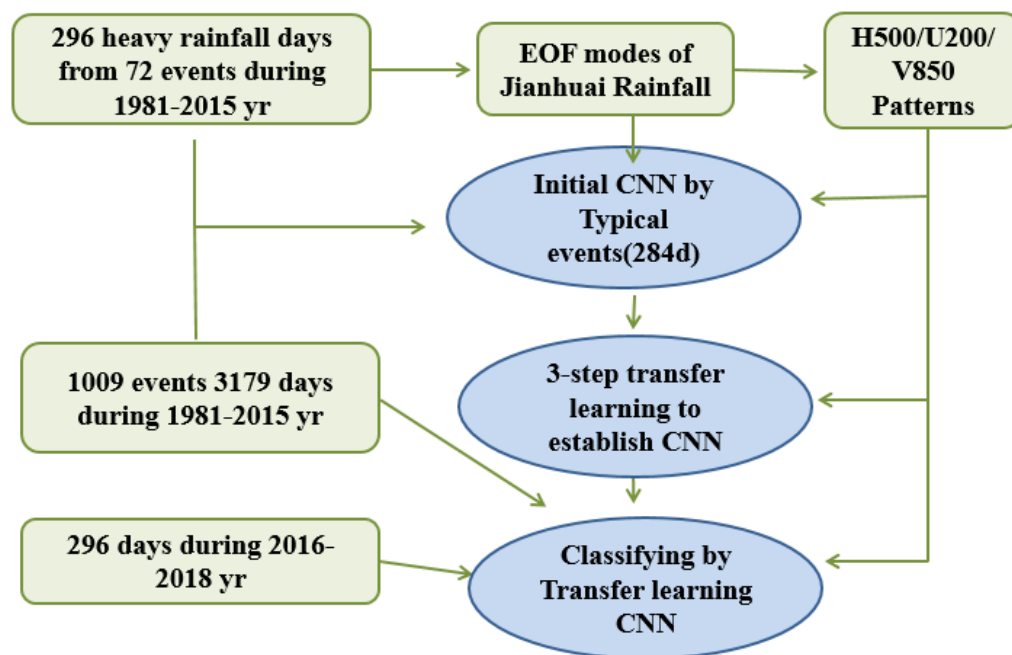 296 heavy rainfall days
from 72 events during
1981-2015 yr
EOF modes of
Jianhuai Rainfall
H500/U200/
V850
Patterns
Initial CNN by
Typical
events(284d)
1009 events 3179 days
during 1981-2015 yr
3-step transfer
learning to
establish CNN
296 days during 2016-
2018 yr
Classifying by
Transfer learning
CNN